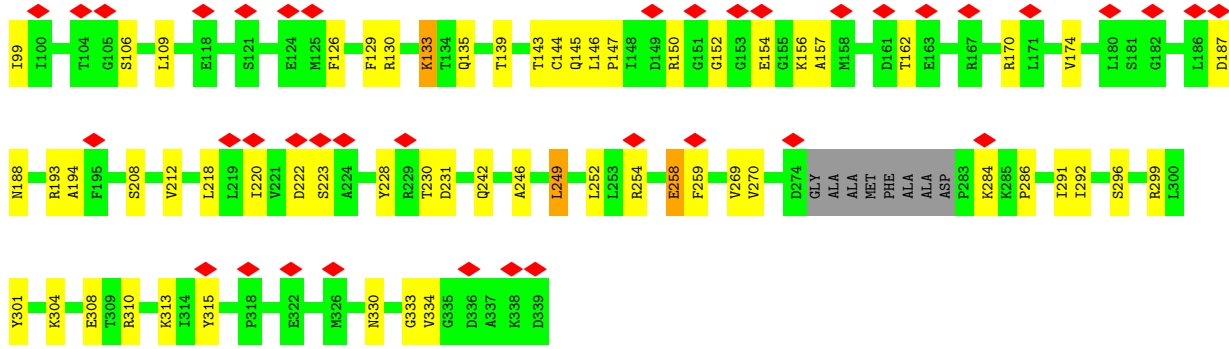 I99 I100 T104 G105 S106 L109 E118 S121 E124 M125 F126 F129 R130 K133 T134 Q135 T139 T143 C144 Q145 L146 P147 I148 D149 R150 G151 G152 G153 E154 G155 K156 A157 M158 D161 T162 E163 R167 R170 L171 V174 L180 S181 G182 L186 D187
N188 R193 A194 F195 S208 V212 L218 L219 I220 V221 D222 S223 A224 Y228 R229 T230 D231 Q242 A246 L249 L252 L253 R254 E258 F259 V269 V270 D274 GLY ALA ALA MET PHE ALA ALA ASP P283 K284 K285 P286 I291 I292 S296 R299 L300
Y301 K304 E308 T309 R310 K313 I314 Y315 P318 E322 M326 N330 G333 V334 G335 D336 A337 K338 D339